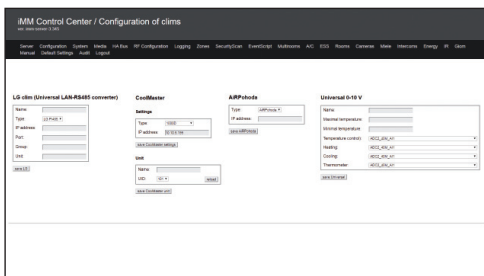 iMM Control Center / Configuration of clims
Server Configuration System Media HA Bus RF Configuration Logging Zones SecurityScan EventScript Multirooms A/C ESS Rooms Cameras Miele Intercoms Energy IR Giom
Manual Default Settings Audit Logout
LG clim (Universal LAN-RS485 converter)
Name:
Type:
IP address:
Port:
Group:
Unit:
save LG
CoolMaster
Settings
Type:
IP address:
save CoolMaster settings
Unit
Name:
UID:
reload
save CoolMaster unit
AiRPohoda
Type: AiRPohoda
IP address:
save AiRPohoda
Universal 0-10 V
Name:
Maximal temperature:
Minimal temperature:
Temperature control:
Heating:
Cooling:
Thermometer:
save Universal